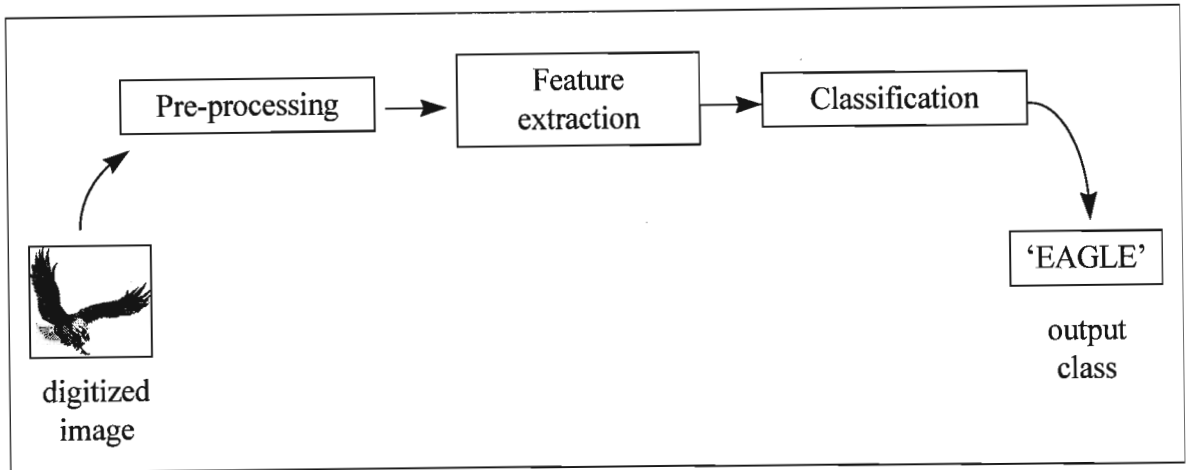 Pre-processing
Feature
extraction
Classification
‘EAGLE’
output
class
digitized
image